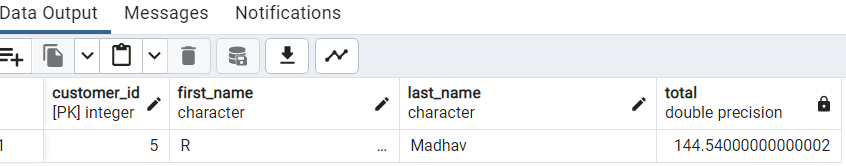 Data Output Messages Notifications
customer_id first_name last_name total
[PK] integer character character double precision
1 5 R ... Madhav 144.54000000000002